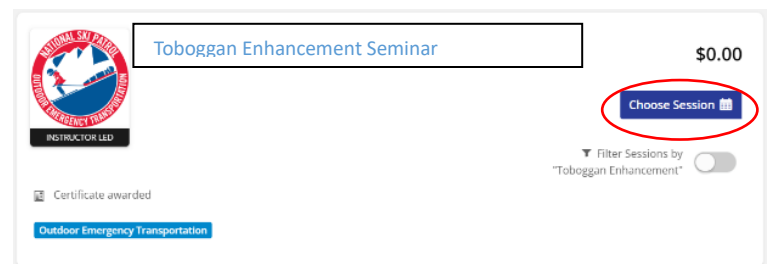 NATIONAL SKI PATROL
OUTDOOR EMERGENCY TRANSPORTATION
INSTRUCTOR LED
Toboggan Enhancement Seminar
$0.00
Choose Session
Filter Sessions by
"Toboggan Enhancement"
Certificate awarded
Outdoor Emergency Transportation